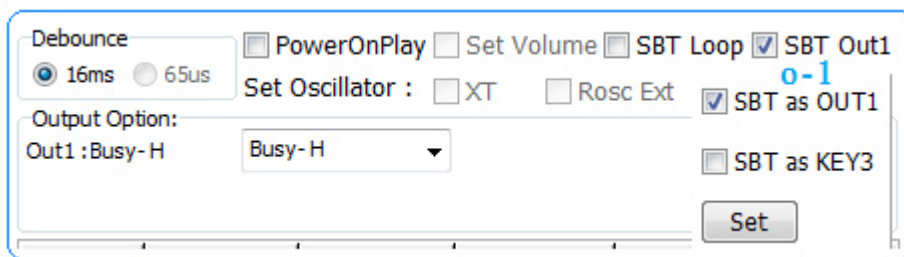 Debounce
PowerOnPlay Set Volume SBT Loop SBT Out1
16ms 65us
o-1
Set Oscillator : XT Rosc Ext
SBT as OUT1
Output Option:
Out1 :Busy-H Busy-H
SBT as KEY3
Set